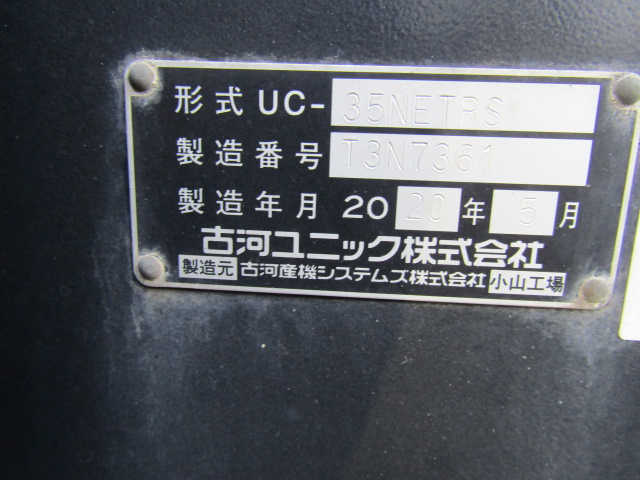 形式 UC-35NETRS
製造番号 T3N7361
製造年月 2020年5月
古河ユニック株式会社
製造元 古河産機システムズ株式会社 小山工場